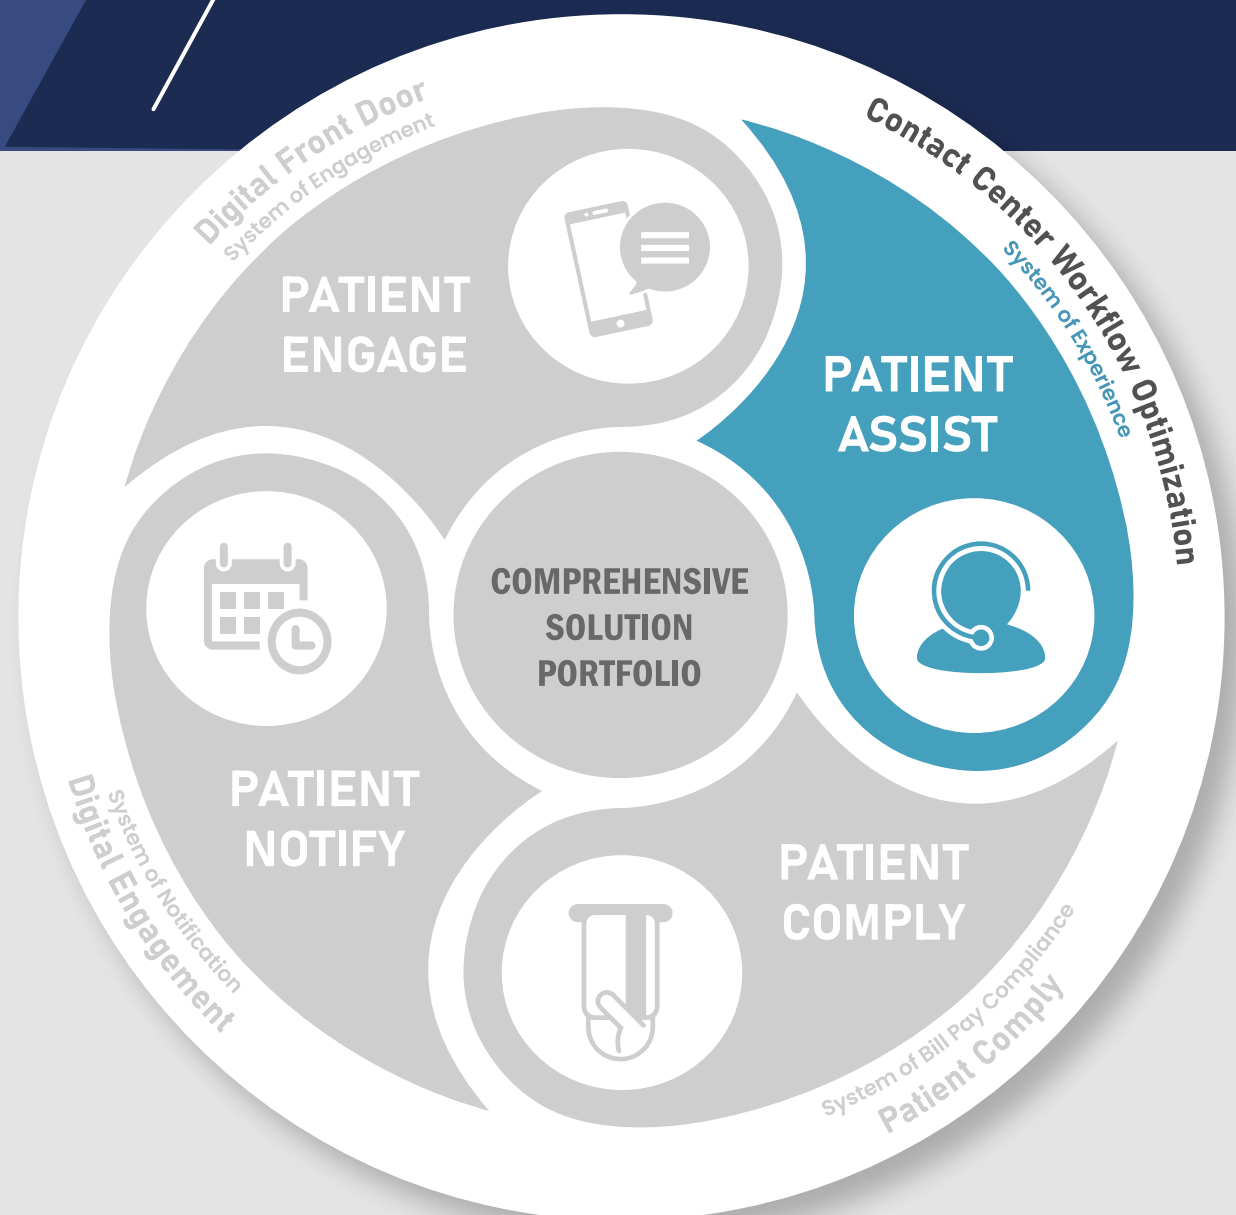 Digital Front Door
System of Engagement
Contact Center Workflow Optimization
System of Experience
PATIENT
ENGAGE
PATIENT
ASSIST
COMPREHENSIVE
SOLUTION
PORTFOLIO
PATIENT
NOTIFY
System of Notification
Digital Engagement
PATIENT
COMPLY
System of Bill Pay Compliance
Patient Comply